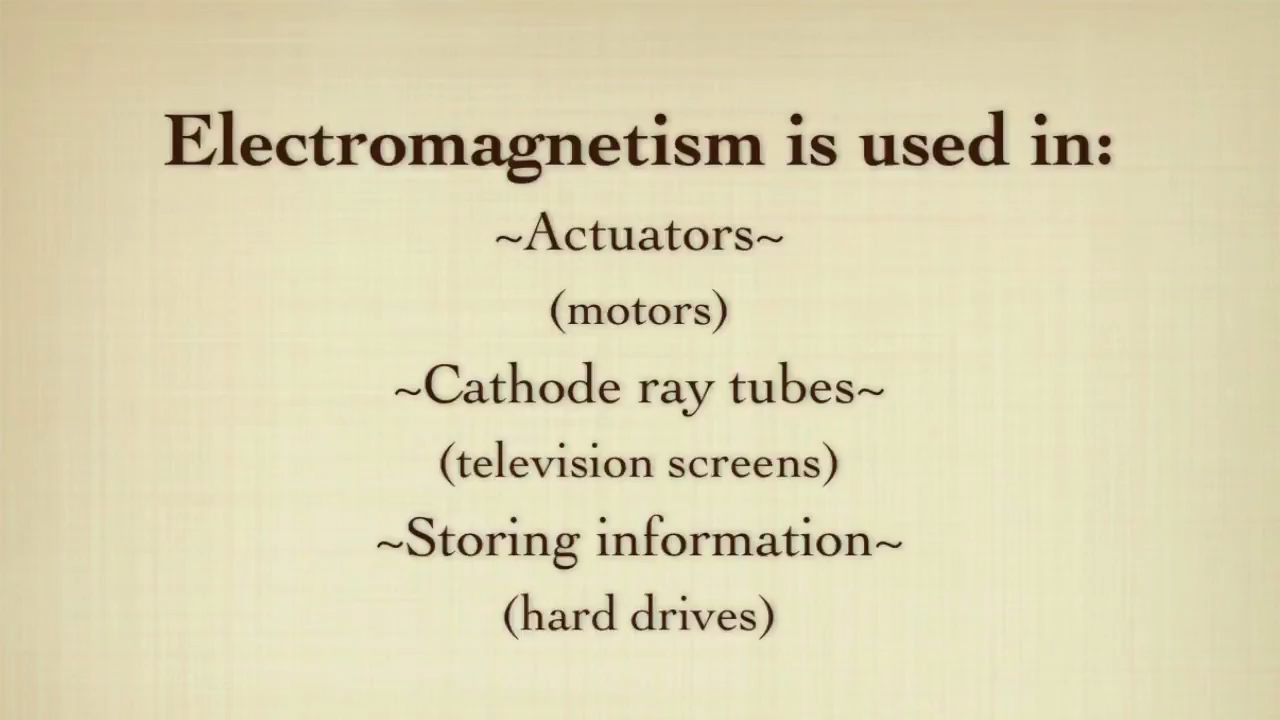 Electromagnetism is used in:
~Actuators~
(motors)
~Cathode ray tubes~
(television screens)
~Storing information~
(hard drives)